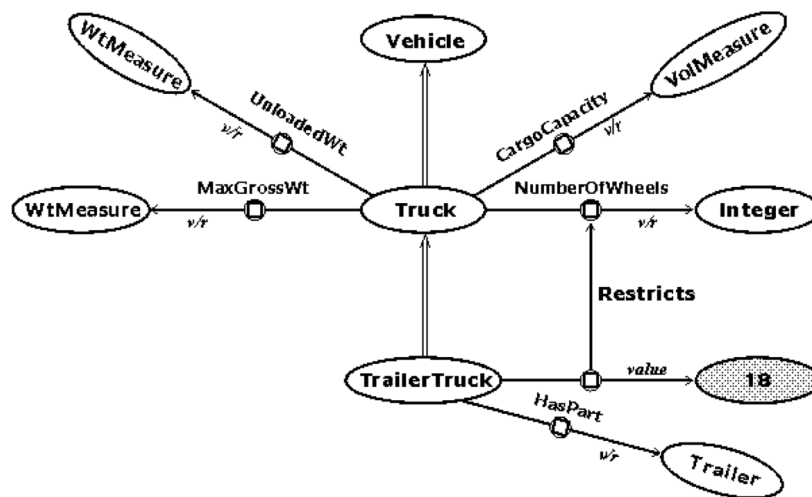 WtMeasure
Vehicle
VolMeasure
UnloadedWt
v/r
CargoCapacity
v/r
MaxGrossWt
NumberOfWheels
WtMeasure
v/r
Truck
v/r
Integer
Restricts
TrailerTruck
value
18
HasPart
v/r
Trailer